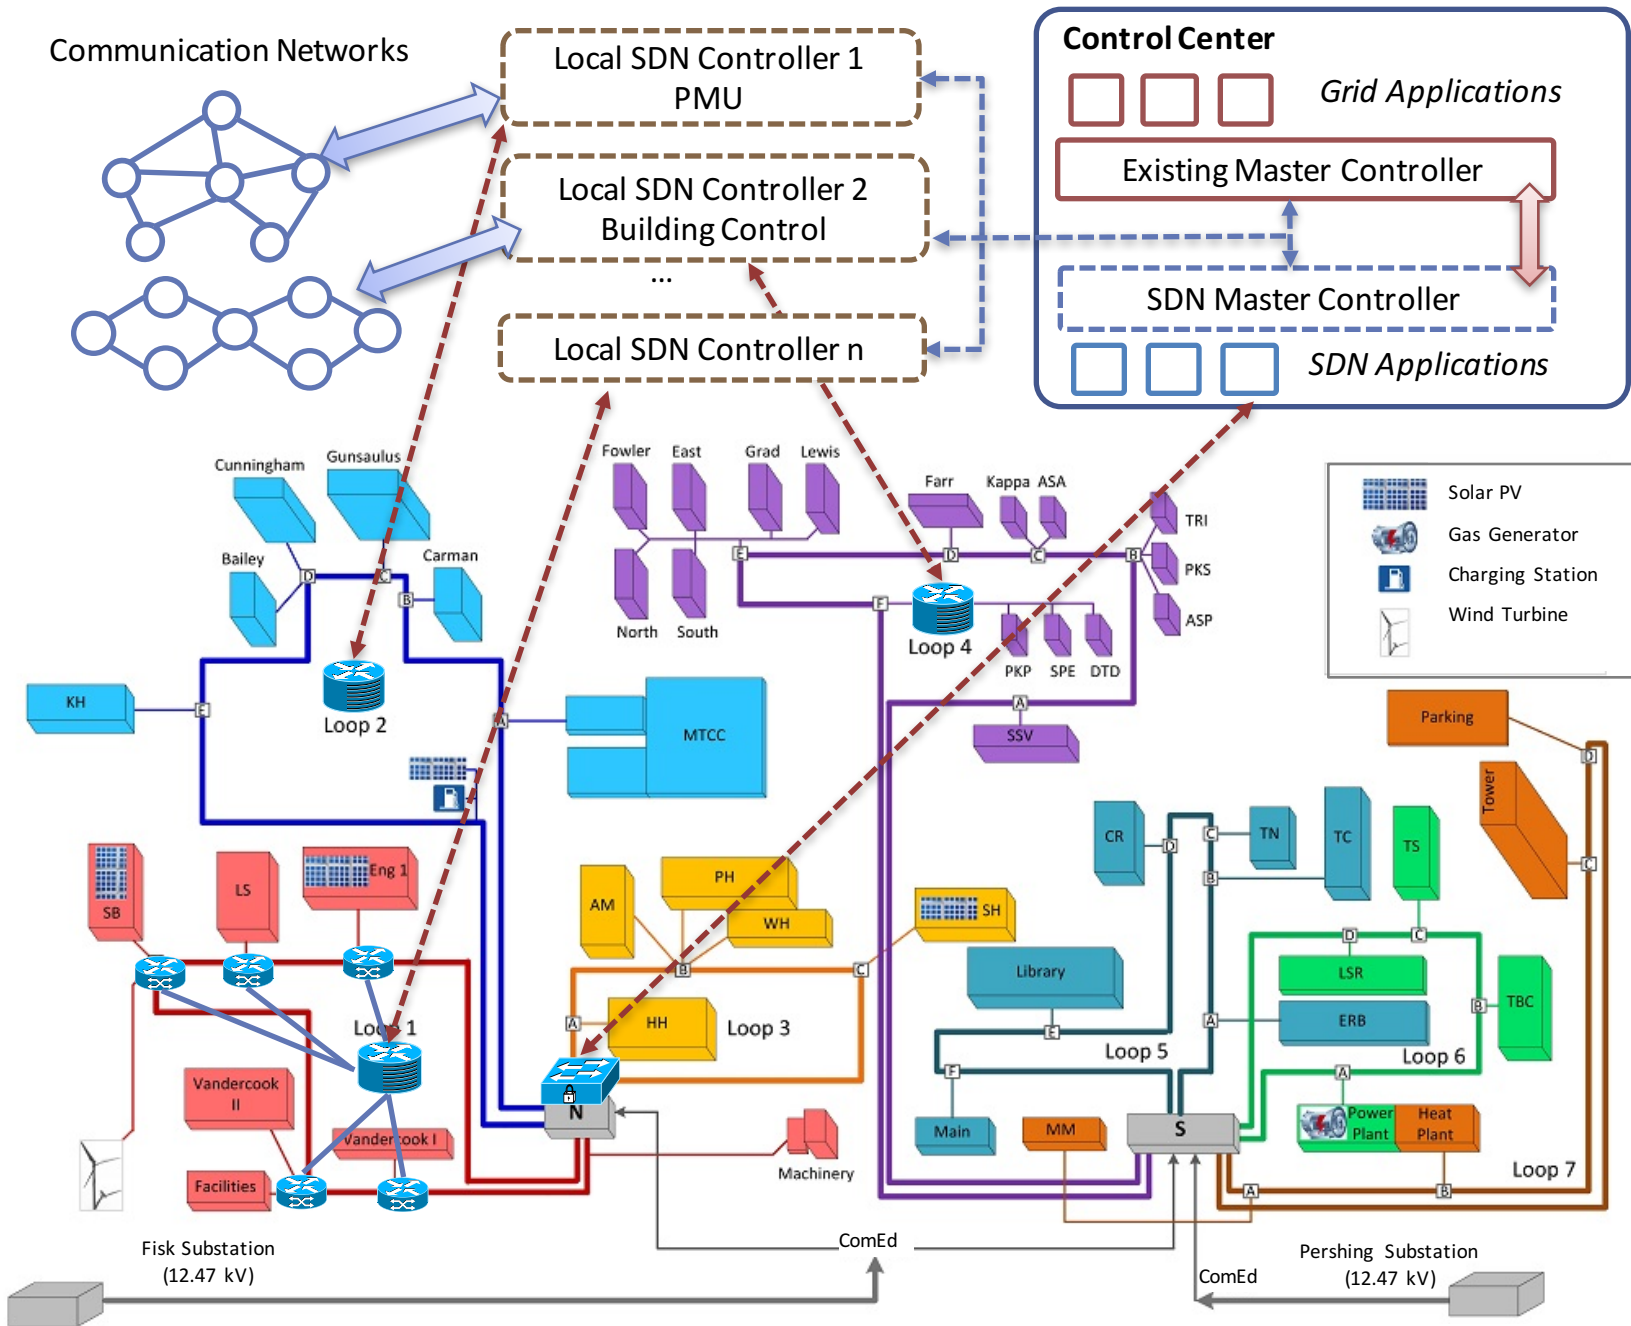 Communication Networks
Local SDN Controller 1
PMU
Local SDN Controller 2
Building Control
...
Local SDN Controller n
Control Center
Grid Applications
Existing Master Controller
SDN Master Controller
SDN Applications
Solar PV
Gas Generator
Charging Station
Wind Turbine
Cunningham
Gunsaulus
Bailey
Carman
D
C
B
KH
E
Loop 2
A
MTCC
Fowler
East
Grad
Lewis
North
South
E
Farr
Kappa
ASA
D
C
B
TRI
PKS
ASP
F
Loop 4
PKP
SPE
DTD
A
SSV
SB
LS
Eng 1
Loop 1
Vandercook
II
Vandercook I
Facilities
Machinery
AM
PH
WH
SH
B
C
A
HH
Loop 3
N
CR
D
C
TN
B
TC
Library
E
A
ERB
Loop 5
F
Main
MM
S
TS
D
C
LSR
B
TBC
Loop 6
A
Power
Plant
Heat
Plant
Parking
D
Tower
C
Loop 7
A
B
Fisk Substation
(12.47 kV)
ComEd
ComEd
Pershing Substation
(12.47 kV)